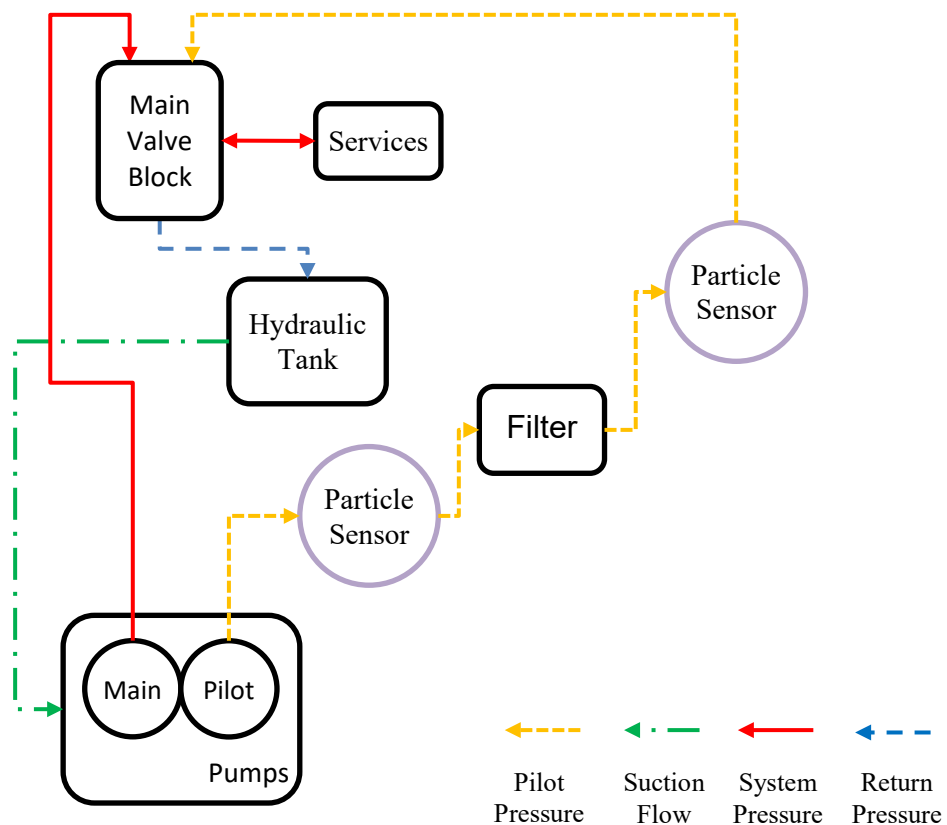 Main
Valve
Block
Services
Particle
Sensor
Hydraulic
Tank
Filter
Particle
Sensor
Main
Pilot
Pumps
Pilot
Pressure
Suction
Flow
System
Pressure
Return
Pressure